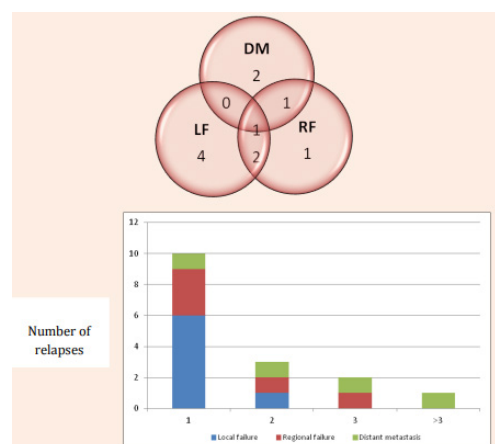 DM
2
0 1
LF 1 RF
4 2 1
12
10
8
6
4
2
0
Number of
relapses
1 2 3 >3
Local failure Regional failure Distant metastasis